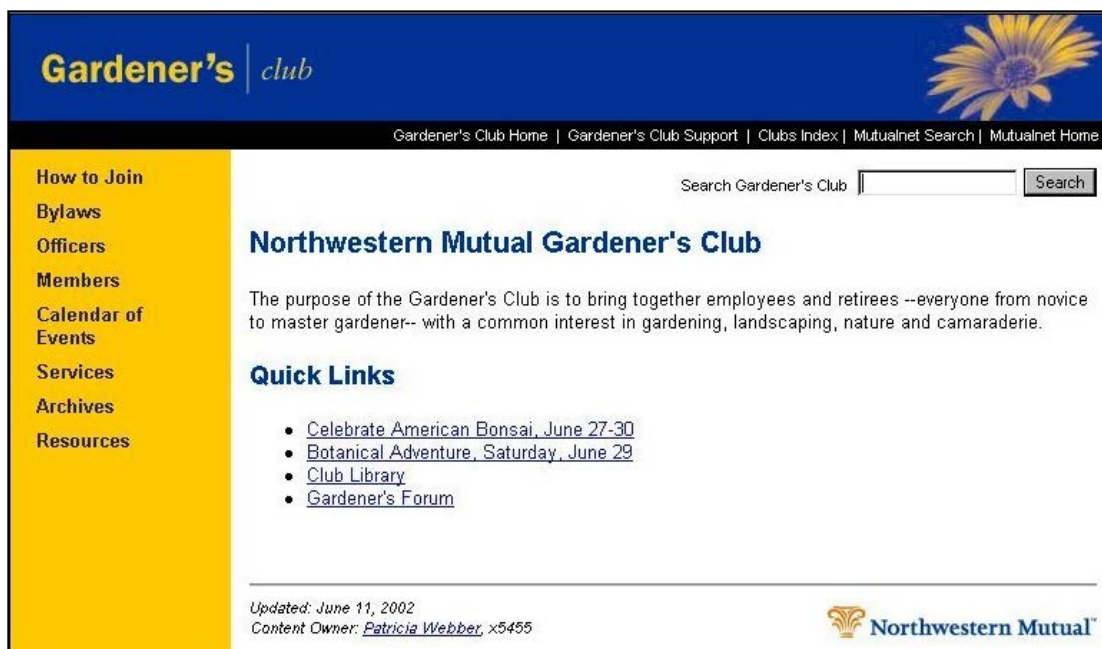 Gardener's | club
Gardener's Club Home | Gardener's Club Support | Clubs Index | Mutualnet Search | Mutualnet Home
How to Join
Bylaws
Officers
Members
Calendar of
Events
Services
Archives
Resources
Search Gardener's Club
Search
Northwestern Mutual Gardener's Club
The purpose of the Gardener's Club is to bring together employees and retirees --everyone from novice
to master gardener-- with a common interest in gardening, landscaping, nature and camaraderie.
Quick Links
• Celebrate American Bonsai, June 27-30
• Botanical Adventure, Saturday, June 29
• Club Library
• Gardener's Forum
Updated: June 11, 2002
Content Owner: Patricia Webber, x5455
Northwestern Mutual™